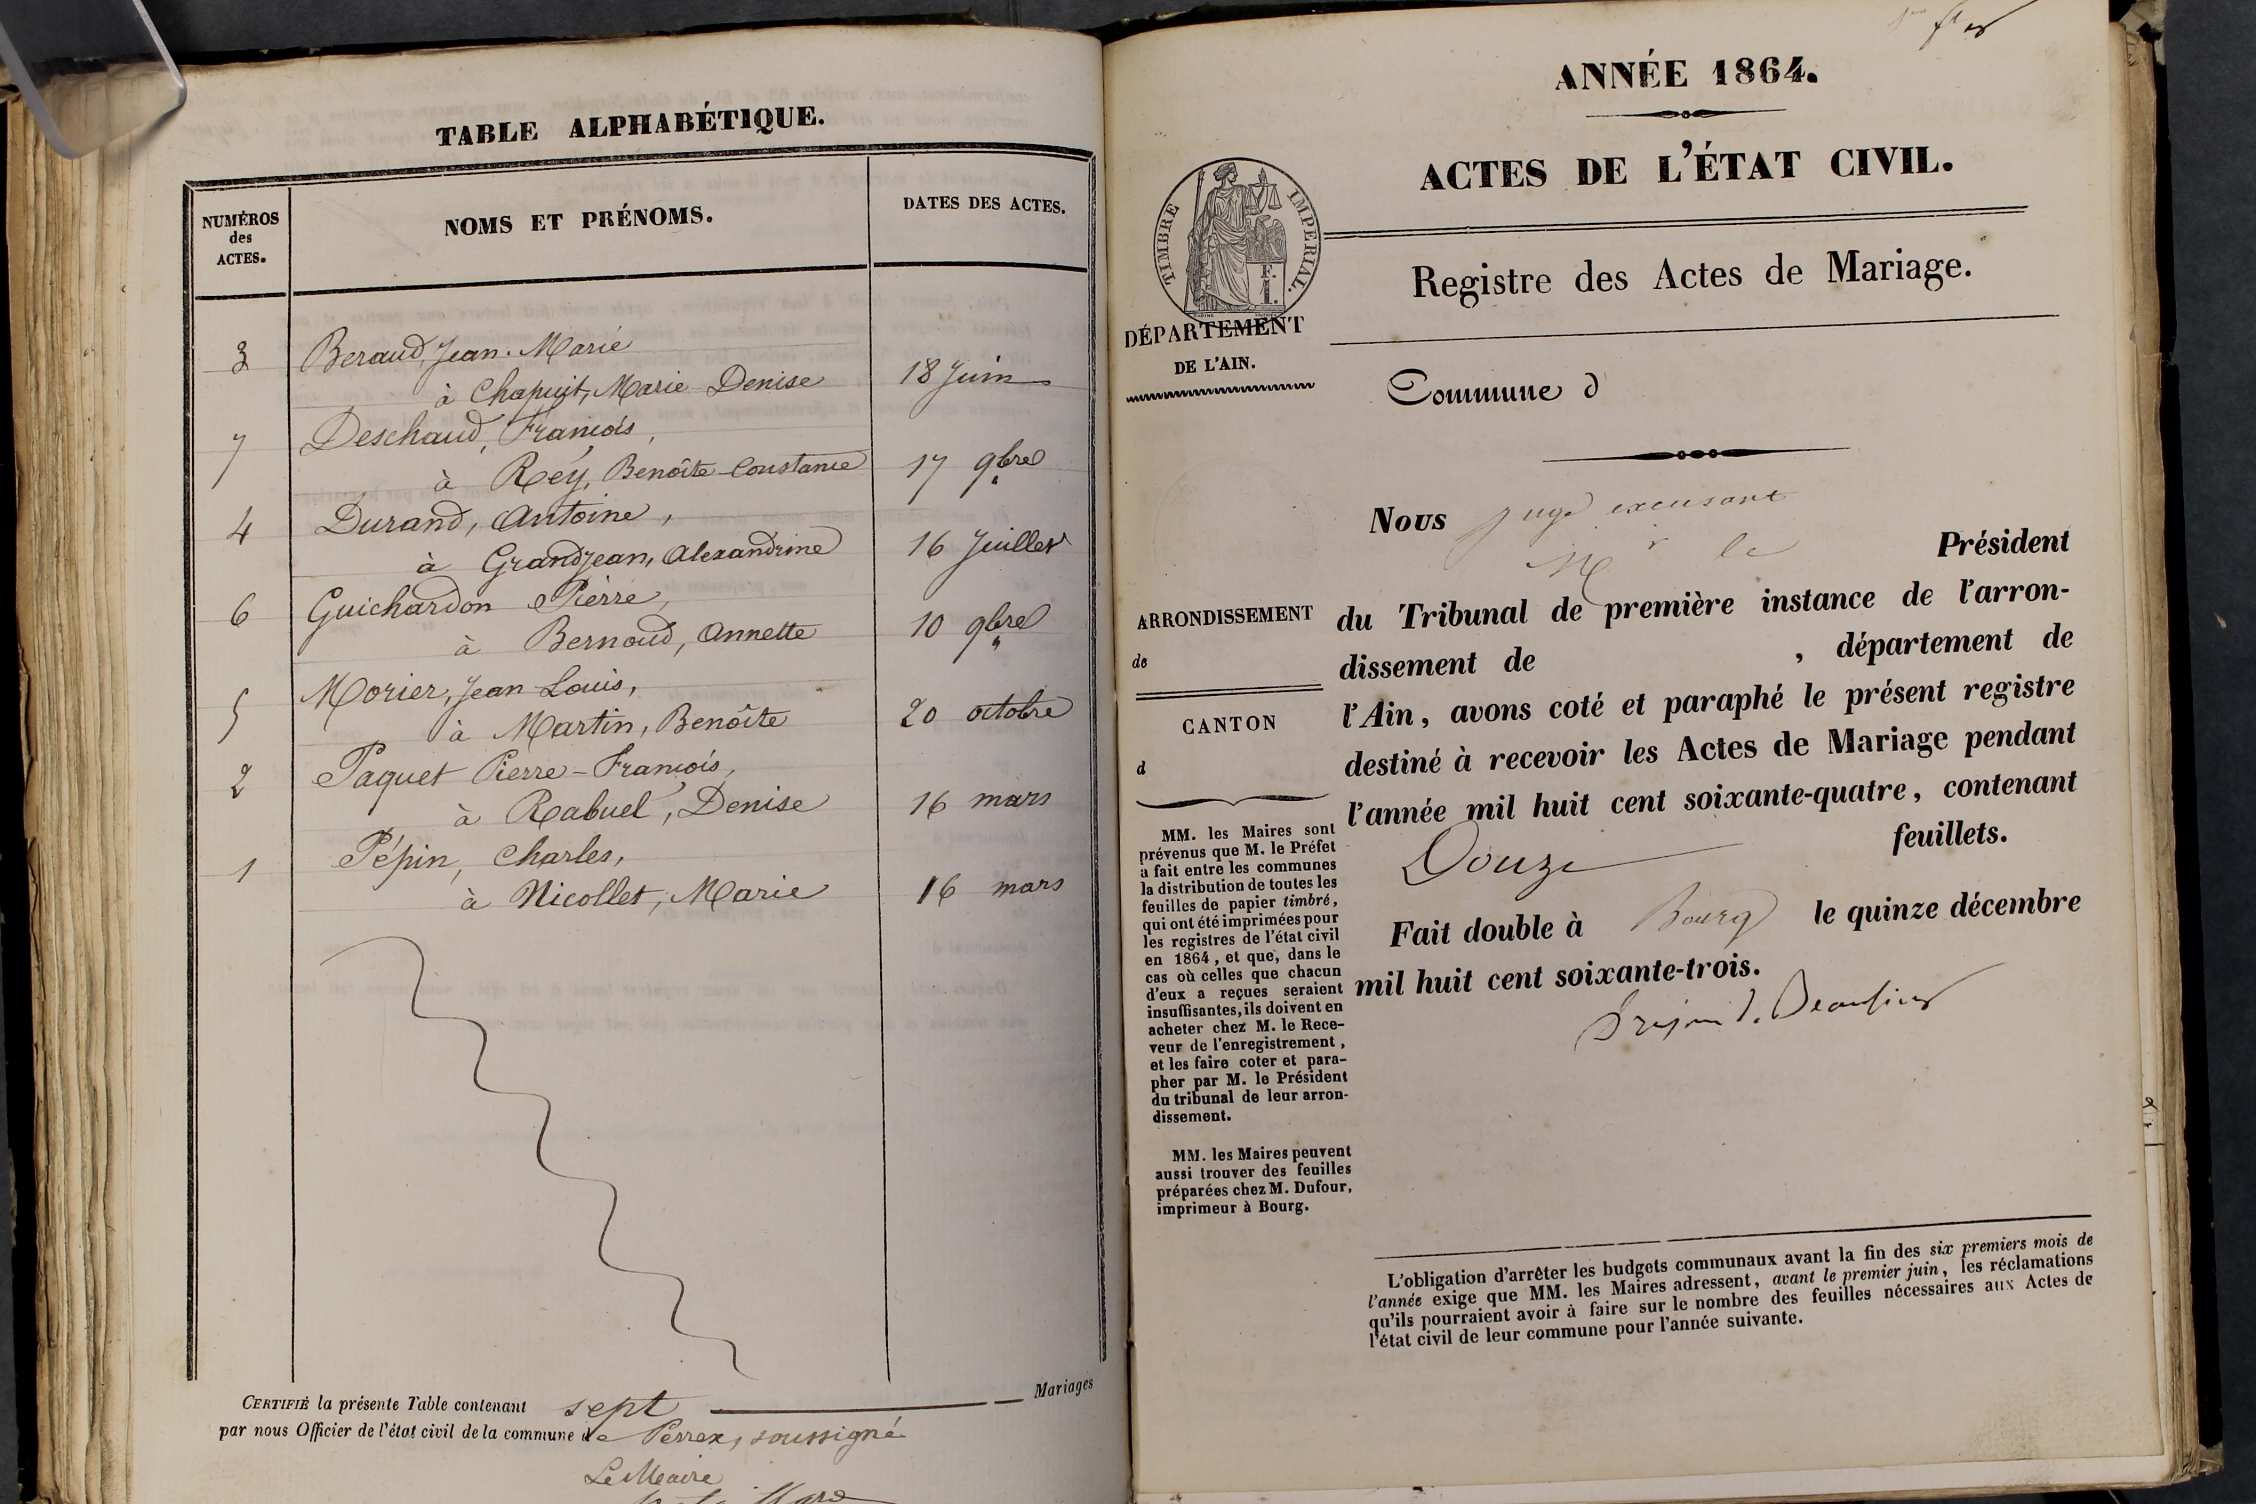 TABLE ALPHABÉTIQUE.
NUMÉROS
des
ACTES.
NOMS ET PRÉNOMS.
DATES DES ACTES.
3 Beraud, Jean-Marie
à Chapuit, Marie Denise 18 Juin
7 Deschaud, François,
à Rey, Benoîte-Constance 17 9bre
4 Durand, Antoine,
à Grandjean, Alexandrine 16 Juillet
6 Guichardon Pierre,
à Bernoud, Annette 10 9bre
5 Morier, Jean Louis,
à Martin, Benoîte 20 octobre
2 Paquet Pierre-François,
à Rabuel, Denise 16 mars
1 Pépin, Charles,
à Nicollet, Marie 16 mars
CERTIFIÉ la présente Table contenant sept Mariages
par nous Officier de l'état civil de la commune de Perrex, soussigné
Le Maire
ANNÉE 1864.
ACTES DE L'ÉTAT CIVIL.
TIMBRE IMPERIAL.
F.
I.
Registre des Actes de Mariage.
DÉPARTEMENT
DE L'AIN.
Commune d
Nous juge excusant
Mr le Président
du Tribunal de première instance de l'arron-
dissement de , département de
l'Ain, avons coté et paraphé le présent registre
destiné à recevoir les Actes de Mariage pendant
l'année mil huit cent soixante-quatre, contenant
Douze feuillets.
Fait double à Bourg le quinze décembre
mil huit cent soixante-trois.
ARRONDISSEMENT
de
CANTON
d
MM. les Maires sont
prévenus que M. le Préfet
a fait entre les communes
la distribution de toutes les
feuilles de papier timbré,
qui ont été imprimées pour
les registres de l'état civil
en 1864, et que, dans le
cas où celles que chacun
d'eux a reçues seraient
insuffisantes, ils doivent en
acheter chez M. le Rece-
veur de l'enregistrement,
et les faire coter et para-
pher par M. le Président
du tribunal de leur arron-
dissement.
MM. les Maires peuvent
aussi trouver des feuilles
préparées chez M. Dufour,
imprimeur à Bourg.
L'obligation d'arrêter les budgets communaux avant la fin des six premiers mois de
l'année exige que MM. les Maires adressent, avant le premier juin, les réclamations
qu'ils pourraient avoir à faire sur le nombre des feuilles nécessaires aux Actes de
l'état civil de leur commune pour l'année suivante.